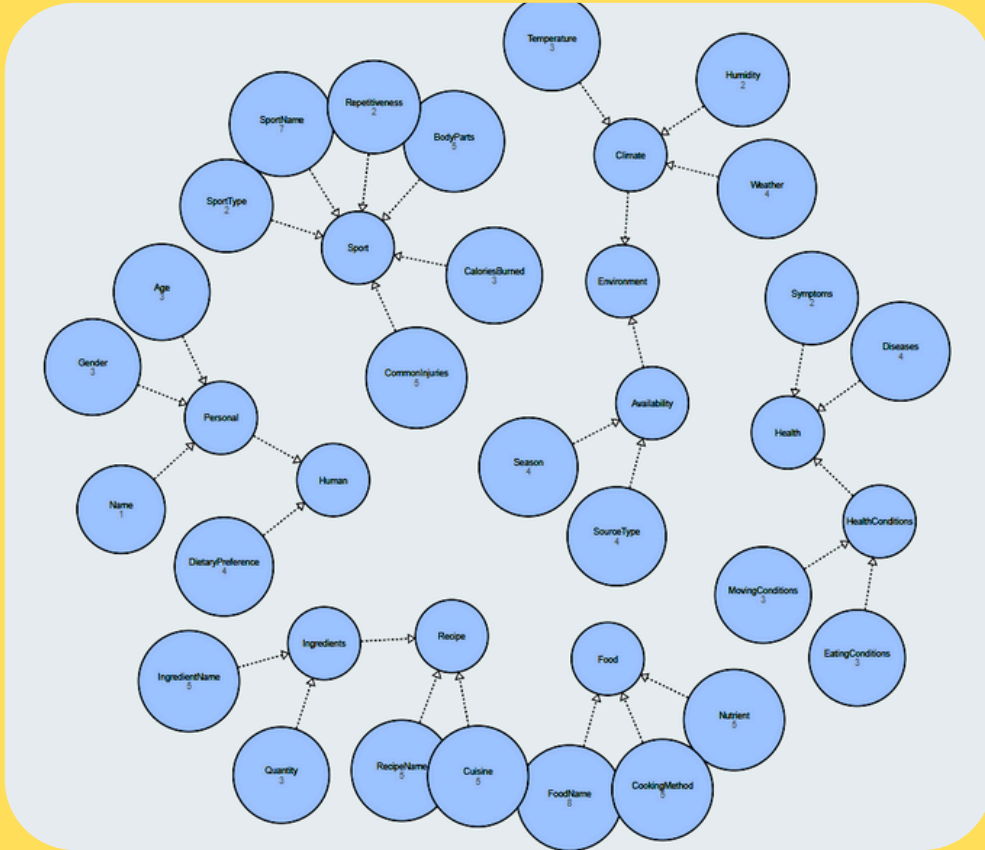 Temperature
3
Humidity
2
SportName
7
Repetitiveness
2
BodyParts
5
Climate
Weather
4
SportType
2
Sport
CaloriesBurned
3
Environment
Age
3
Symptoms
2
Gender
3
CommonInjuries
5
Diseases
4
Personal
Availability
Health
Season
4
Human
Name
1
SourceType
4
HealthConditions
DietaryPreference
4
MovingConditions
3
Ingredients
Recipe
EatingConditions
3
IngredientName
5
Food
Nutrient
5
Quantity
3
RecipeName
5
Cuisine
5
FoodName
8
CookingMethod
5